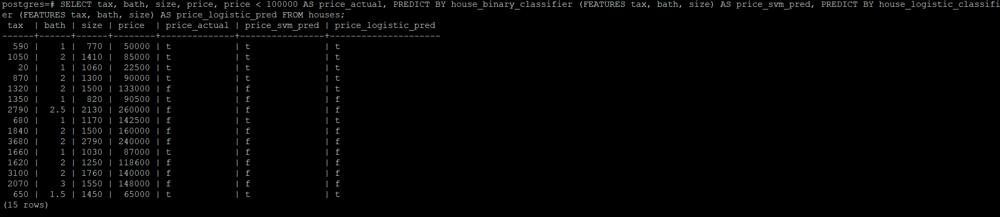 postgres=# SELECT tax, bath, size, price, price < 100000 AS price_actual, PREDICT BY house_binary_classifier (FEATURES tax, bath, size) AS price_svm_pred, PREDICT BY house_logistic_classifi
er (FEATURES tax, bath, size) AS price_logistic_pred FROM houses;
 tax  | bath | size | price  | price_actual | price_svm_pred | price_logistic_pred
------+------+------+--------+--------------+----------------+---------------------
  590 |    1 |  770 |  50000 | t            | t              | t
 1050 |    2 | 1410 |  85000 | t            | t              | t
   20 |    1 | 1060 |  22500 | t            | t              | t
  870 |    2 | 1300 |  90000 | t            | t              | t
 1320 |    2 | 1500 | 133000 | f            | f              | t
 1350 |    1 |  820 |  90500 | t            | f              | f
 2790 |  2.5 | 2130 | 260000 | f            | f              | f
  680 |    1 | 1170 | 142500 | f            | t              | t
 1840 |    2 | 1500 | 160000 | f            | f              | f
 3680 |    2 | 2790 | 240000 | f            | f              | f
 1660 |    1 | 1030 |  87000 | t            | f              | f
 1620 |    2 | 1250 | 118600 | f            | f              | f
 3100 |    2 | 1760 | 140000 | f            | f              | f
 2070 |    3 | 1550 | 148000 | f            | f              | f
  650 |  1.5 | 1450 |  65000 | t            | t              | t
(15 rows)